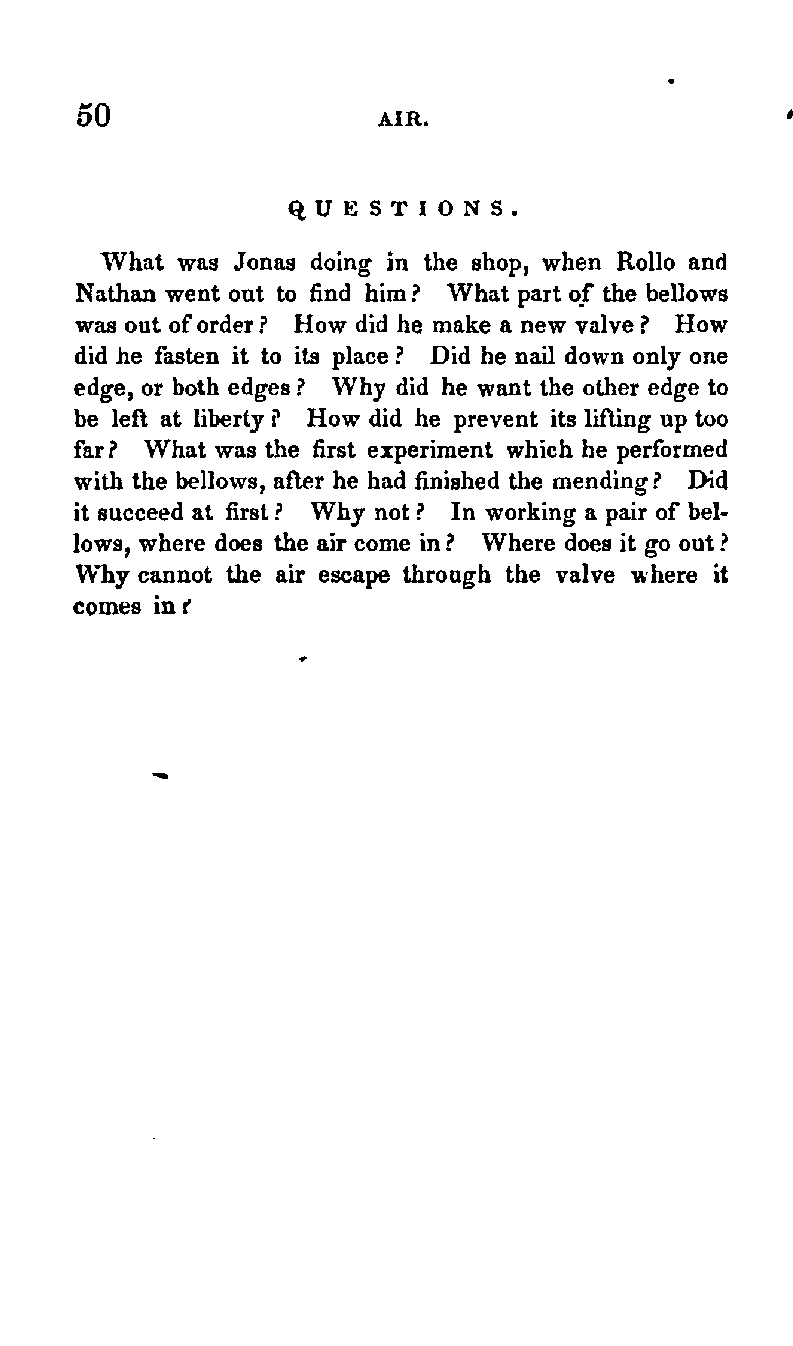 50 AIR.
QUESTIONS.
What was Jonas doing in the shop, when Rollo and
Nathan went out to find him? What part of the bellows
was out of order? How did he make a new valve? How
did he fasten it to its place? Did he nail down only one
edge, or both edges? Why did he want the other edge to
be left at liberty? How did he prevent its lifting up too
far? What was the first experiment which he performed
with the bellows, after he had finished the mending? Did
it succeed at first? Why not? In working a pair of bel-
lows, where does the air come in? Where does it go out?
Why cannot the air escape through the valve where it
comes in?